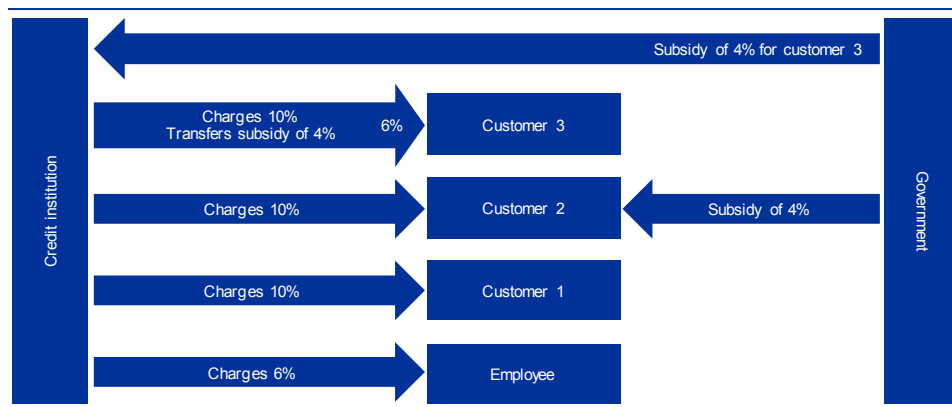 Subsidy of 4% for customer 3
Charges 10%
Transfers subsidy of 4%
6%
Customer 3
Charges 10%
Customer 2
Subsidy of 4%
Charges 10%
Customer 1
Charges 6%
Employee
Credit institution
Government